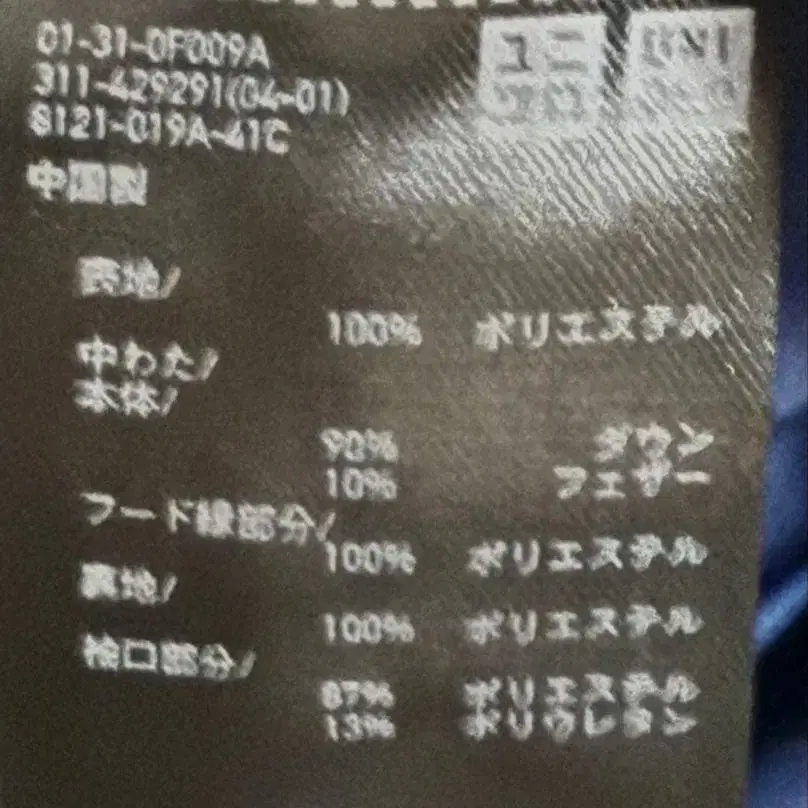 01-31-0F009A
311-429291(04-01)
8121-019A-41C
ユニ
UNI
中国製
表地/
100% ポリエステル
中わた/
本体/
90% ダウン
10% フェザー
フード縁部分/
100% ポリエステル
裏地/
100% ポリエステル
袖口部分/
87% ポリエステル
13% ポリウレタン